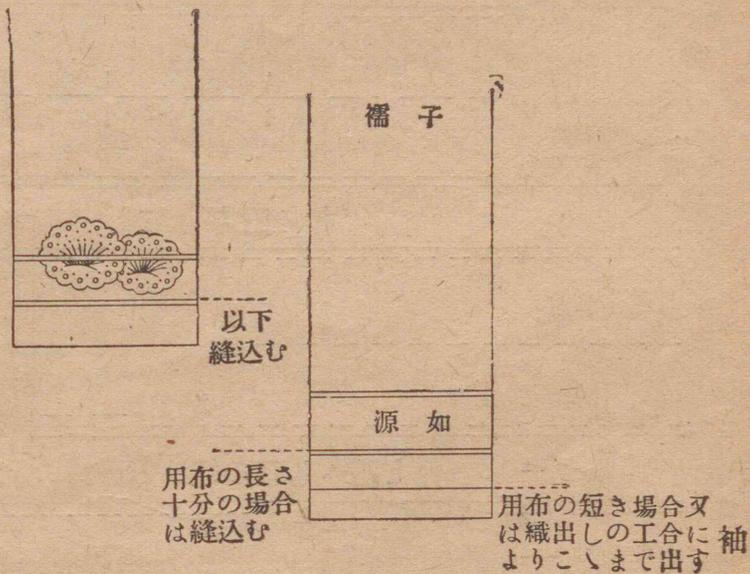 襦子
以下
縫込む
源如
用布の長さ
十分の場合
は縫込む
用布の短きの場合又
は織出しの工合に
よりこゝまで出す
袖